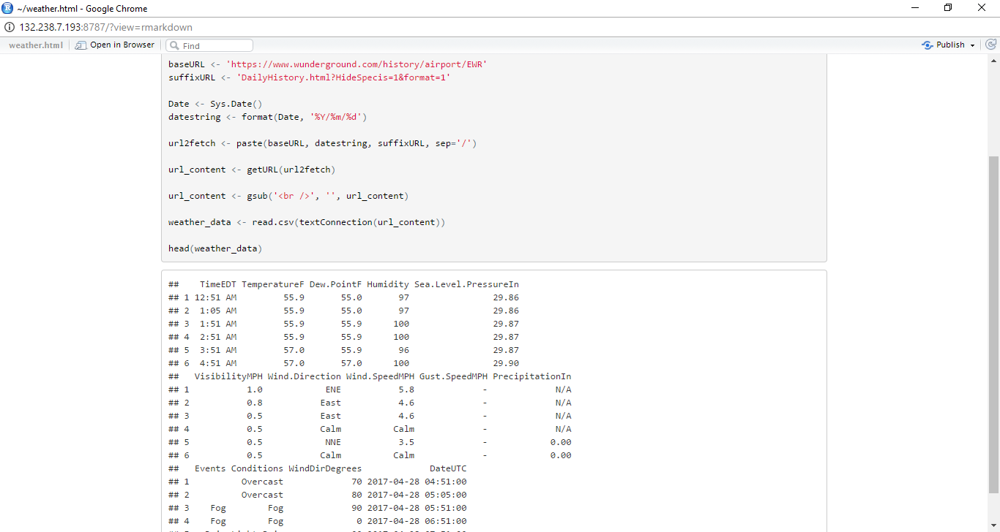 ~/weather.html - Google Chrome
132.238.7.193:8787/?view=rmarkdown
weather.html Open in Browser Find Publish
baseURL <- 'https://www.wunderground.com/history/airport/EWR'
suffixURL <- 'DailyHistory.html?HideSpecis=1&format=1'
Date <- Sys.Date()
datestring <- format(Date, '%Y/%m/%d')
url2fetch <- paste(baseURL, datestring, suffixURL, sep='/')
url_content <- getURL(url2fetch)
url_content <- gsub('<br />', '', url_content)
weather_data <- read.csv(textConnection(url_content))
head(weather_data)
##    TimeEDT TemperatureF Dew.PointF Humidity Sea.Level.PressureIn
## 1 12:51 AM         55.9       55.0       97                29.86
## 2  1:05 AM         55.9       55.0       97                29.86
## 3  1:51 AM         55.9       55.9      100                29.87
## 4  2:51 AM         55.9       55.9      100                29.87
## 5  3:51 AM         57.0       55.9       96                29.87
## 6  4:51 AM         57.0       57.0      100                29.90
##   VisibilityMPH Wind.Direction Wind.SpeedMPH Gust.SpeedMPH PrecipitationIn
## 1           1.0            ENE           5.8             -             N/A
## 2           0.8           East           4.6             -             N/A
## 3           0.5           East           4.6             -             N/A
## 4           0.5           Calm          Calm             -             N/A
## 5           0.5            NNE           3.5             -            0.00
## 6           0.5           Calm          Calm             -            0.00
##   Events Conditions WindDirDegrees             DateUTC
## 1          Overcast             70 2017-04-28 04:51:00
## 2          Overcast             80 2017-04-28 05:05:00
## 3    Fog        Fog             90 2017-04-28 05:51:00
## 4    Fog        Fog              0 2017-04-28 06:51:00